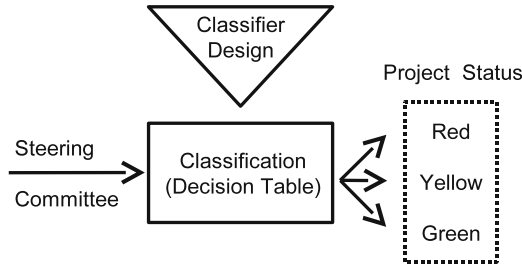 Classifier
Design
Project Status
Steering
Committee
Classification
(Decision Table)
Red
Yellow
Green